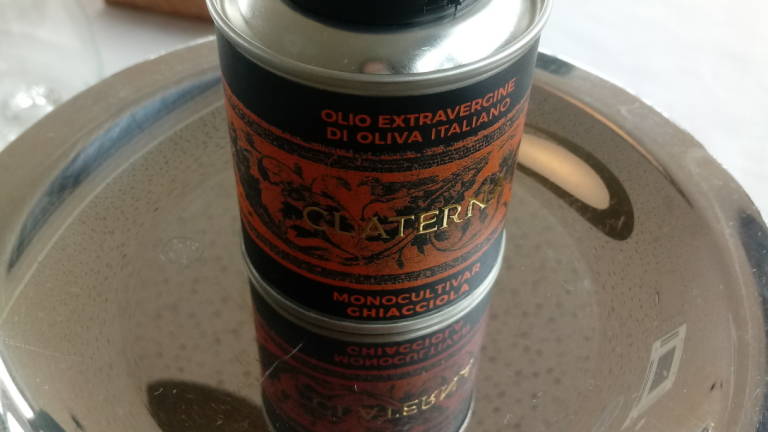 OLIO EXTRAVERGINE
DI OLIVA ITALIANO
CLATERNA
MONOCULTIVAR
GHIACCIOLA